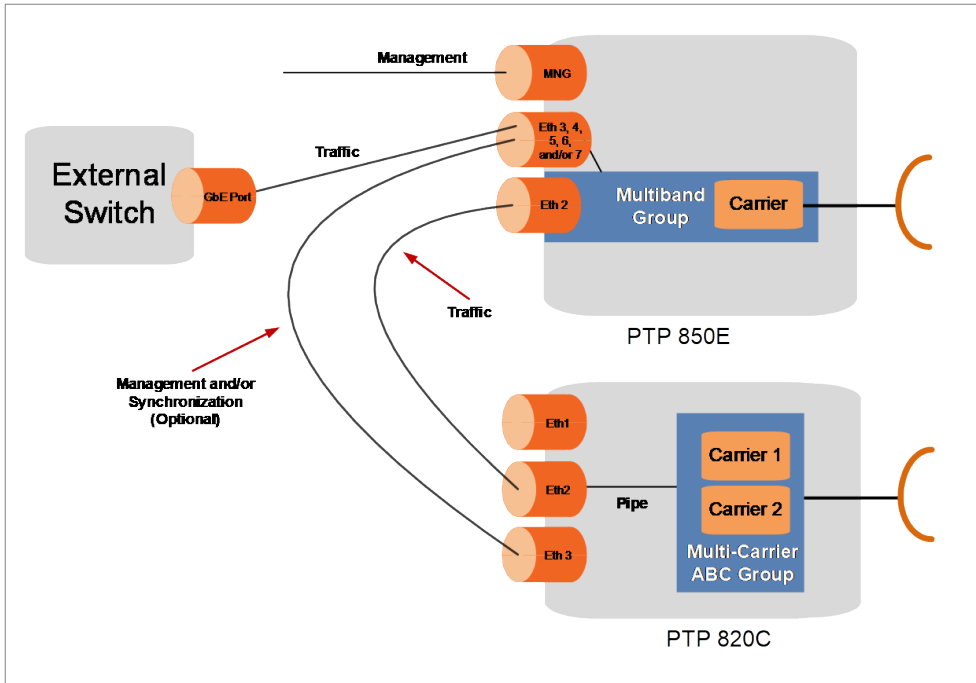 Management
MNG
Eth 3, 4,
5, 6,
and/or 7
Traffic
External
Switch
GbE Port
Eth 2
Multiband
Group
Carrier
Traffic
PTP 850E
Management and/or
Synchronization
(Optional)
Eth1
Eth2
Pipe
Eth 3
Carrier 1
Carrier 2
Multi-Carrier
ABC Group
PTP 820C